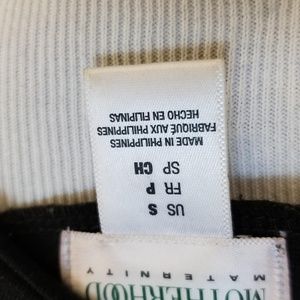 MOTHERHOOD
MATERNITY
US S
FR P
SP CH
MADE IN PHILIPPINES
FABRIQUÉ AUX PHILIPPINES
HECHO EN FILIPINAS